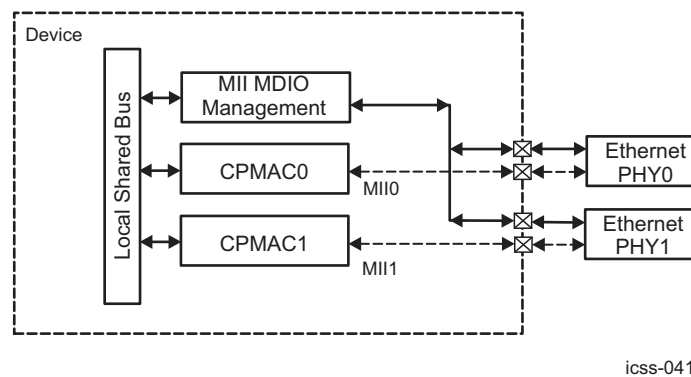 Device
Local Shared Bus
MII MDIO
Management
CPMAC0
MII0
CPMAC1
MII1
Ethernet
PHY0
Ethernet
PHY1
icss-041